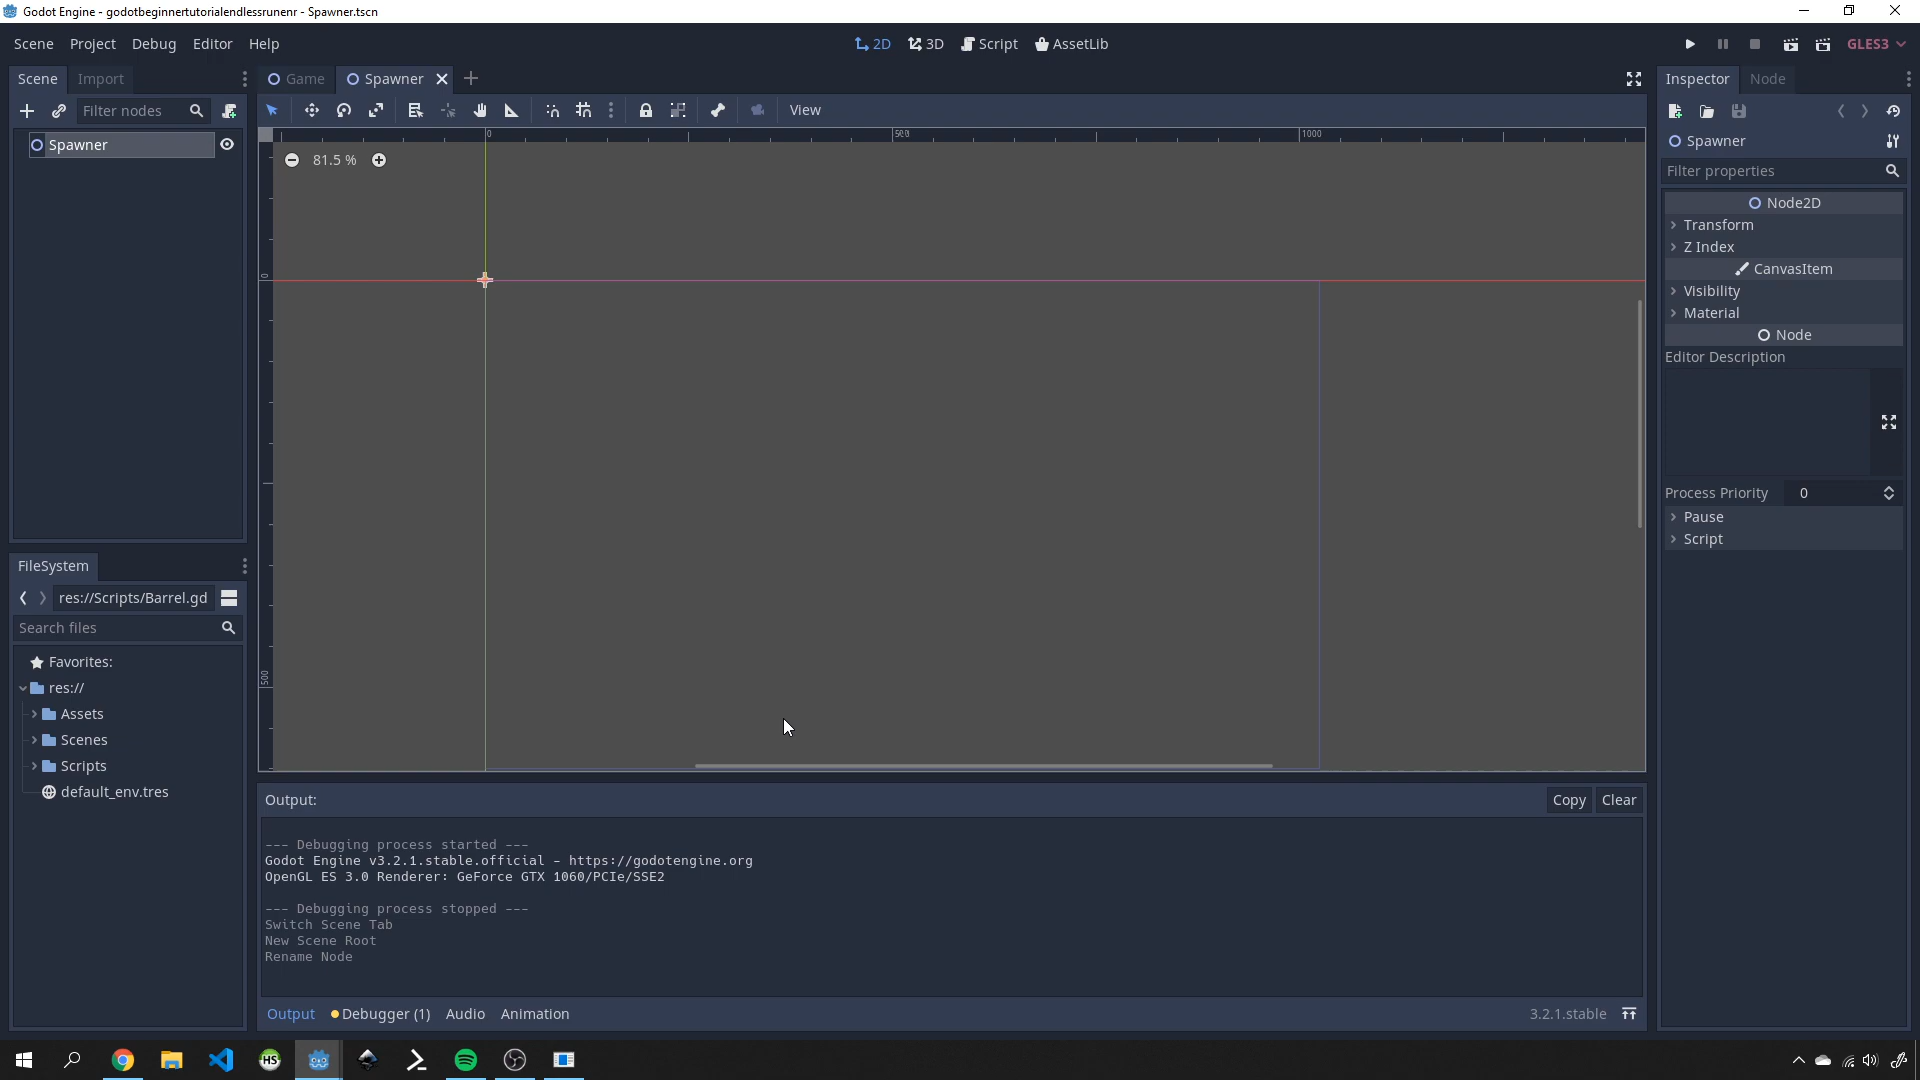 Godot Engine - godotbeginnertutorialendlessrunenr - Spawner.tscn
Scene Project Debug Editor Help
2D 3D Script AssetLib
GLES3
Scene Import
Filter nodes
Spawner
Game Spawner
View
0 500 1000
81.5 %
0
500
Inspector Node
Spawner
Filter properties
Node2D
Transform
Z Index
CanvasItem
Visibility
Material
Node
Editor Description
Process Priority 0
Pause
Script
FileSystem
res://Scripts/Barrel.gd
Search files
Favorites:
res://
Assets
Scenes
Scripts
default_env.tres
Output:
Copy Clear
--- Debugging process started ---
Godot Engine v3.2.1.stable.official - https://godotengine.org
OpenGL ES 3.0 Renderer: GeForce GTX 1060/PCIe/SSE2
--- Debugging process stopped ---
Switch Scene Tab
New Scene Root
Rename Node
Output Debugger (1) Audio Animation
3.2.1.stable
HS